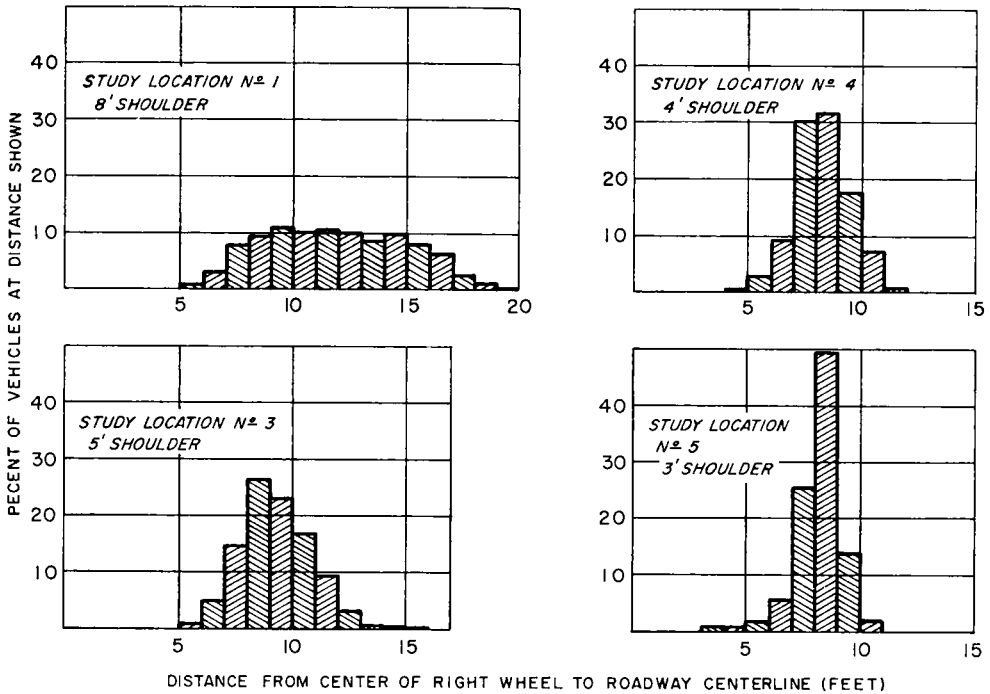 PECENT OF VEHICLES AT DISTANCE SHOWN
STUDY LOCATION Nº 1
8' SHOULDER
40
30
20
10
5 10 15 20
STUDY LOCATION Nº 4
4' SHOULDER
40
30
20
10
5 10 15
STUDY LOCATION Nº 3
5' SHOULDER
40
30
20
10
5 10 15
STUDY LOCATION
Nº 5
3' SHOULDER
40
30
20
10
5 10 15
DISTANCE FROM CENTER OF RIGHT WHEEL TO ROADWAY CENTERLINE (FEET)